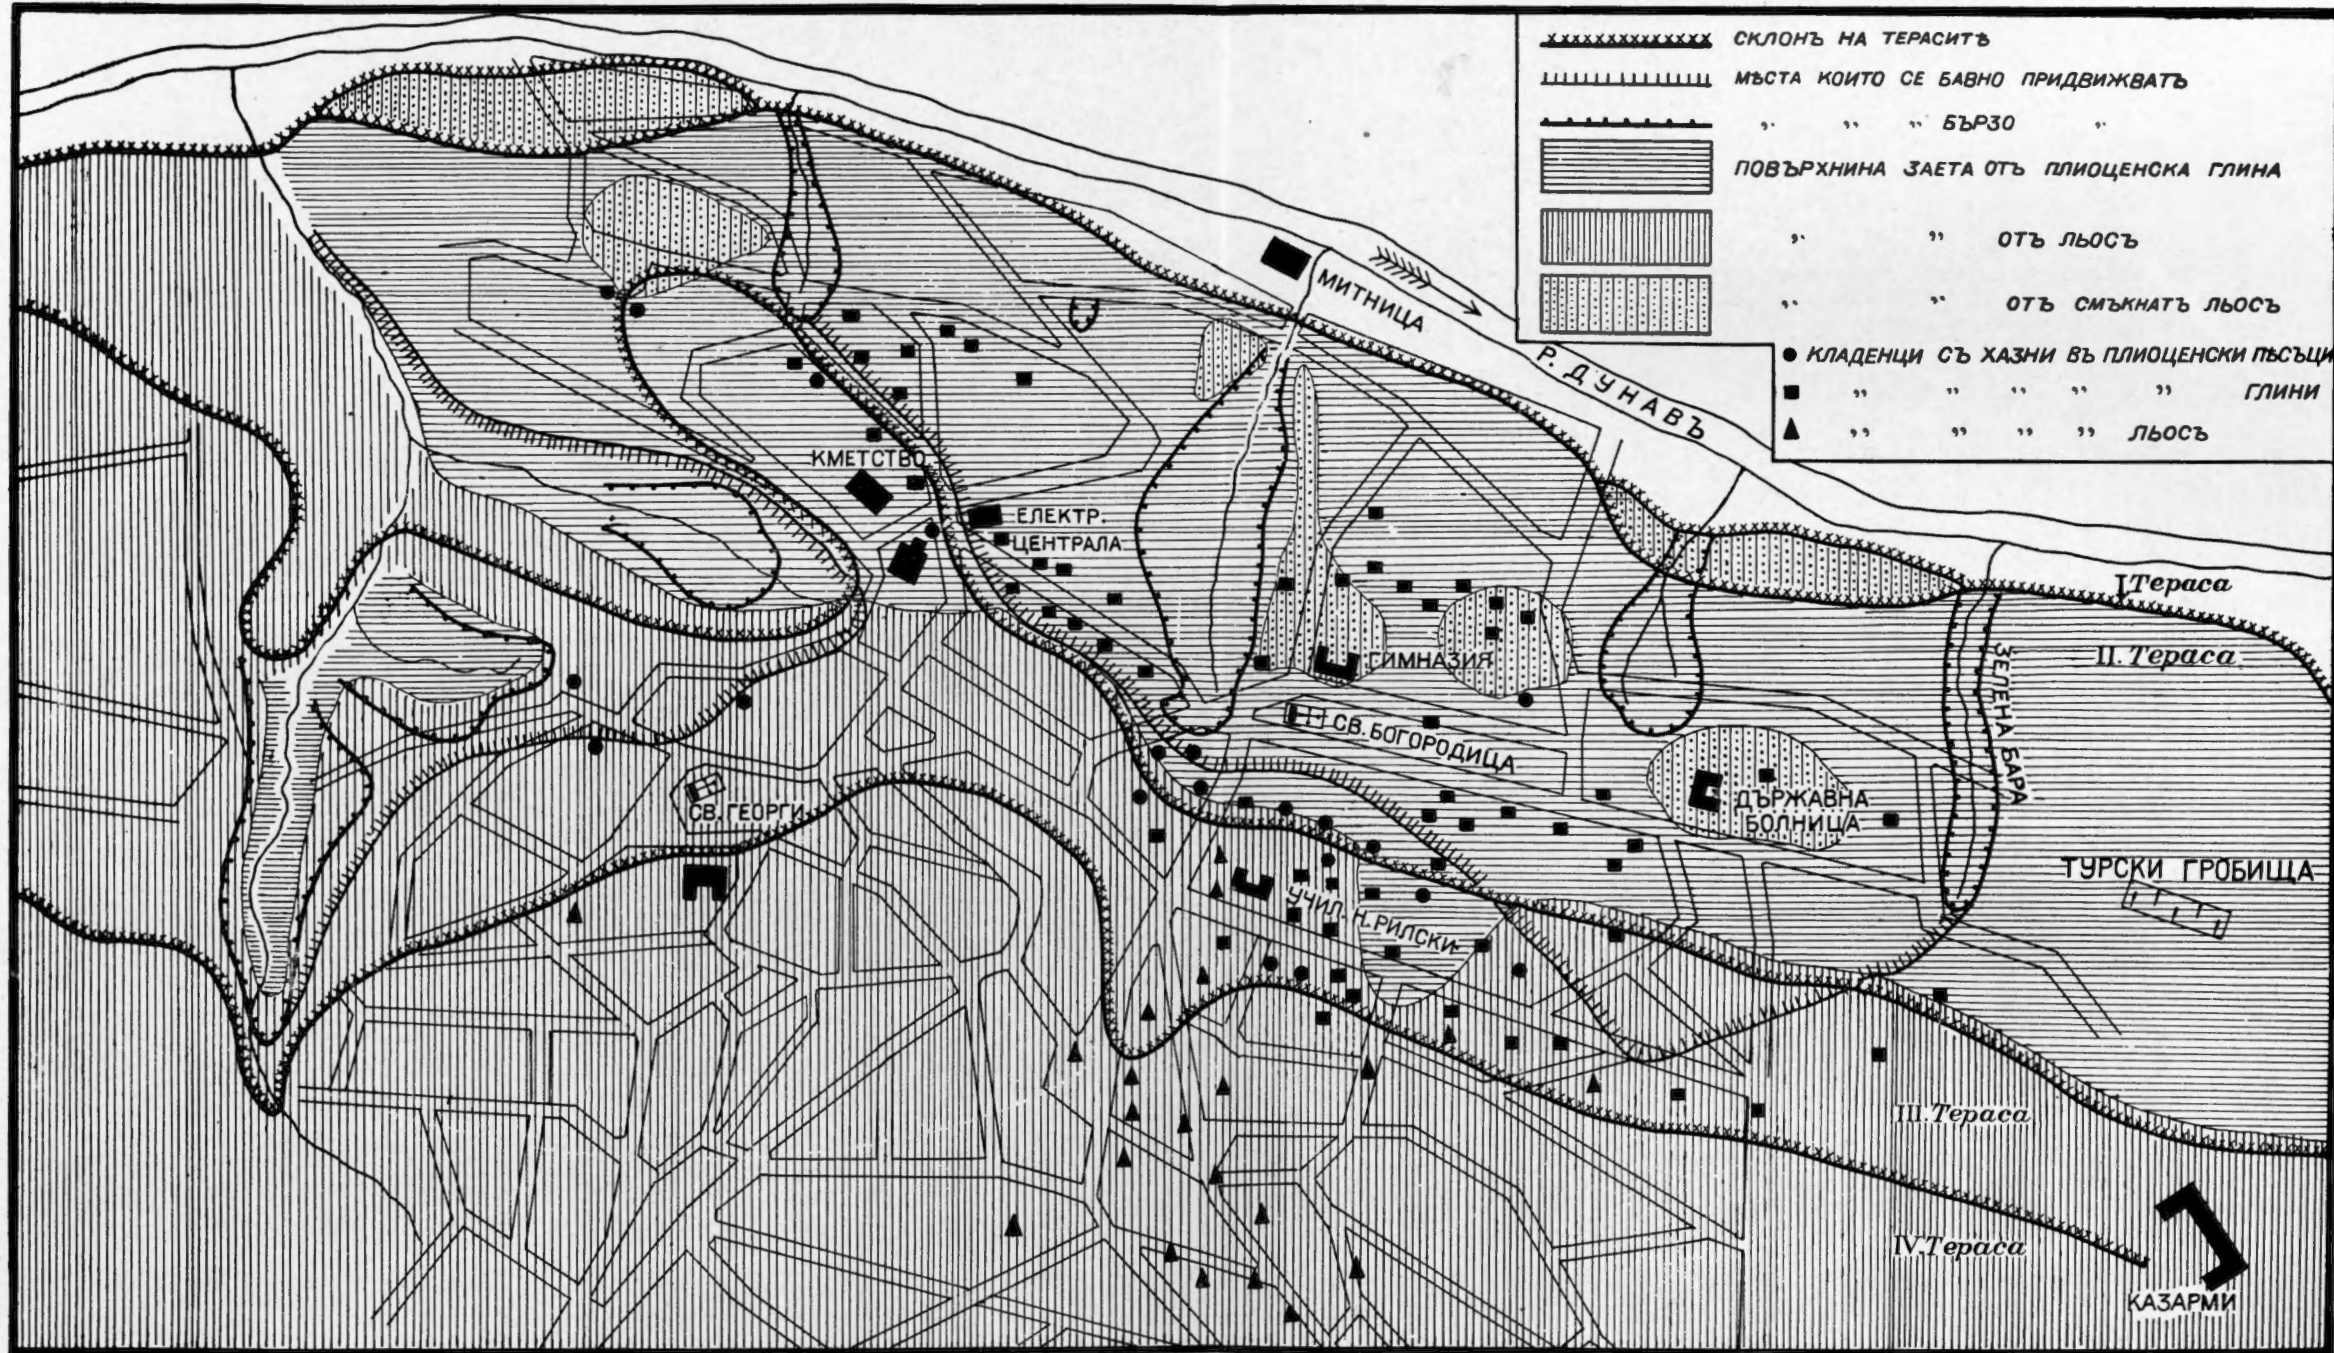 СКЛОНЪ НА ТЕРАСИТѢ
МѢСТА КОИТО СЕ БАВНО ПРИДВИЖВАТЪ
„ „ „ БЪРЗО „
ПОВЪРХНИНА ЗАЕТА ОТЪ ПЛИОЦЕНСКА ГЛИНА
„ „ ОТЪ ЛЬОСЪ
„ „ ОТЪ СМЪКНАТЪ ЛЬОСЪ
КЛАДЕНЦИ СЪ ХАЗНИ ВЪ ПЛИОЦЕНСКИ ПѢСЪЦИ
„ „ „ „ „ ГЛИНИ
„ „ „ „ ЛЬОСЪ
МИТНИЦА
Р. ДУНАВЪ
КМЕТСТВО
ЕЛЕКТР.
ЦЕНТРАЛА
I Тераса
II. Тераса
ЗЕЛЕНА БАРА
ГИМНАЗИЯ
СВ. БОГОРОДИЦА
СВ. ГЕОРГИ
ДЪРЖАВНА
БОЛНИЦА
ТУРСКИ ГРОБИЩА
УЧИЛ. Н. РИЛСКИ
III. Тераса
IV. Тераса
КАЗАРМИ